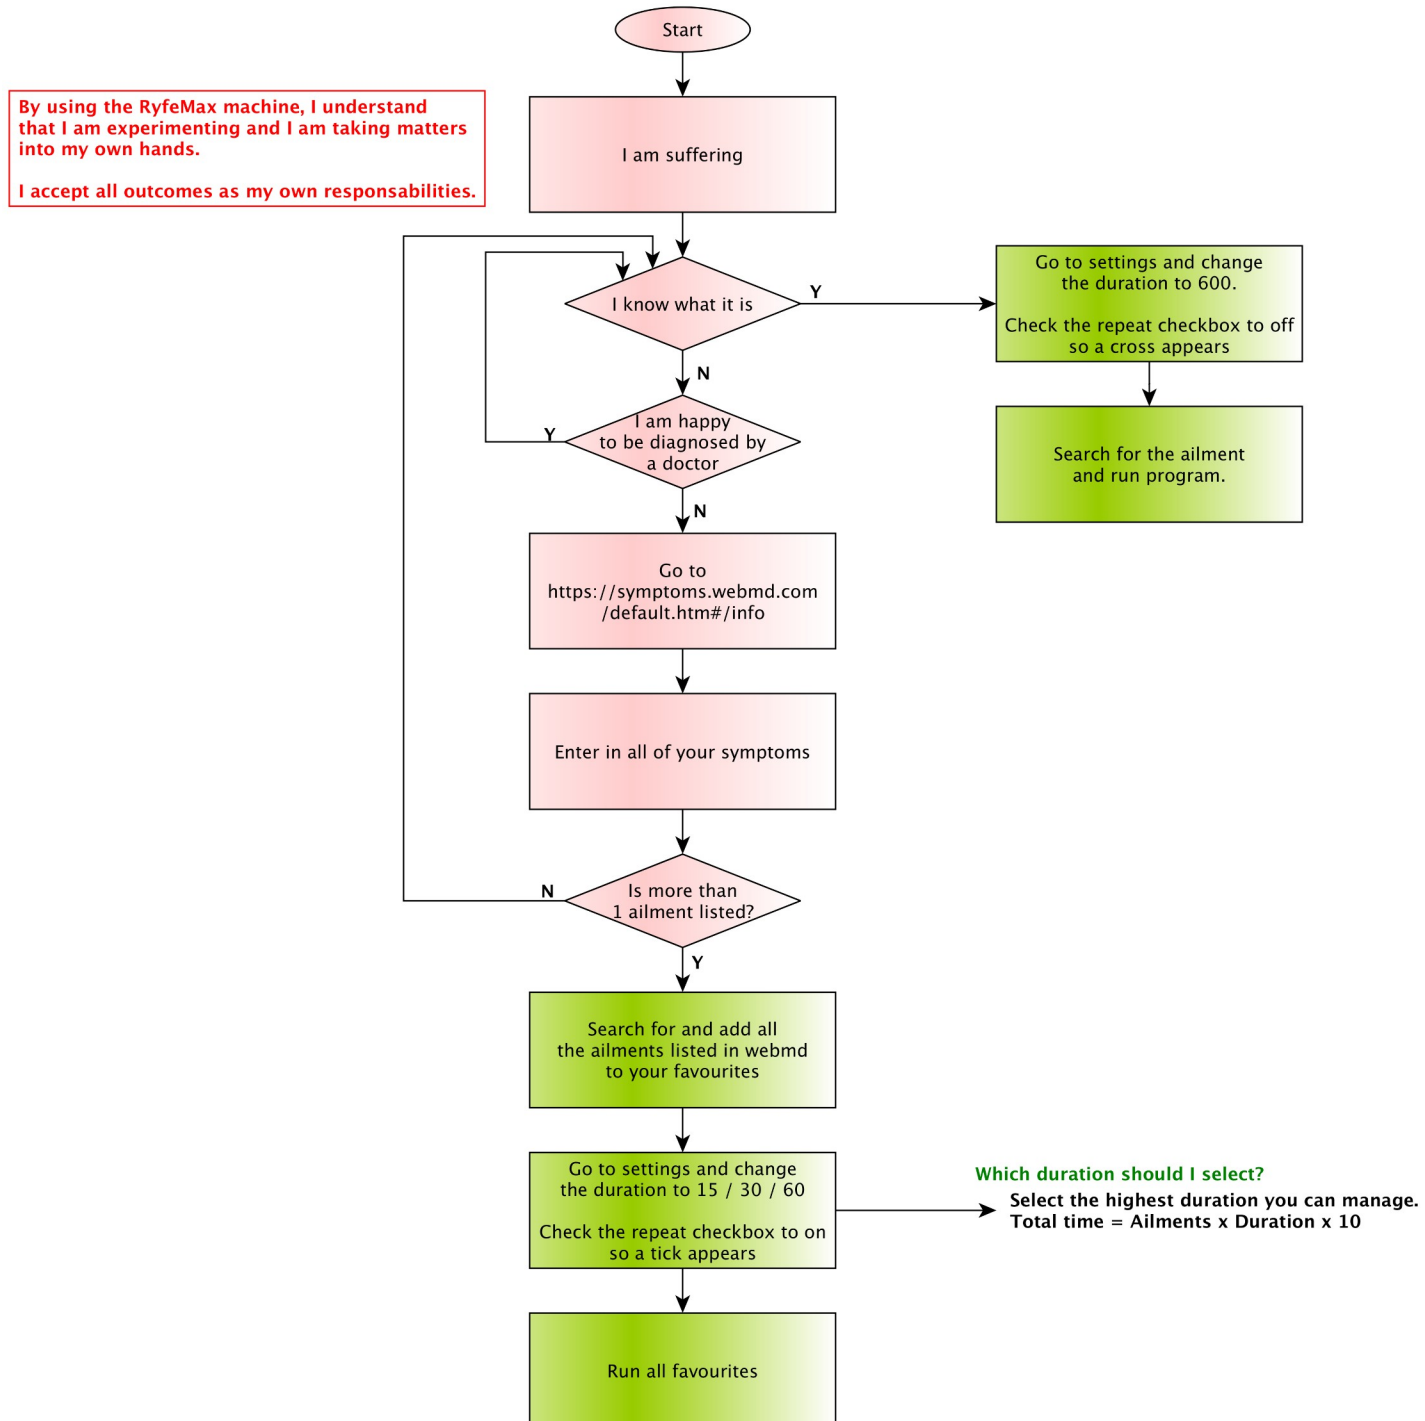 Start
By using the RyfeMax machine, I understand
that I am experimenting and I am taking matters
into my own hands.
I accept all outcomes as my own responsabilities.
I am suffering
I know what it is
Y
Go to settings and change
the duration to 600.
Check the repeat checkbox to off
so a cross appears
N
I am happy
to be diagnosed by
a doctor
Y
Search for the ailment
and run program.
N
Go to
https://symptoms.webmd.com
/default.htm#/info
Enter in all of your symptoms
Is more than
1 ailment listed?
N
Y
Search for and add all
the ailments listed in webmd
to your favourites
Go to settings and change
the duration to 15 / 30 / 60
Check the repeat checkbox to on
so a tick appears
Which duration should I select?
Select the highest duration you can manage.
Total time = Ailments x Duration x 10
Run all favourites